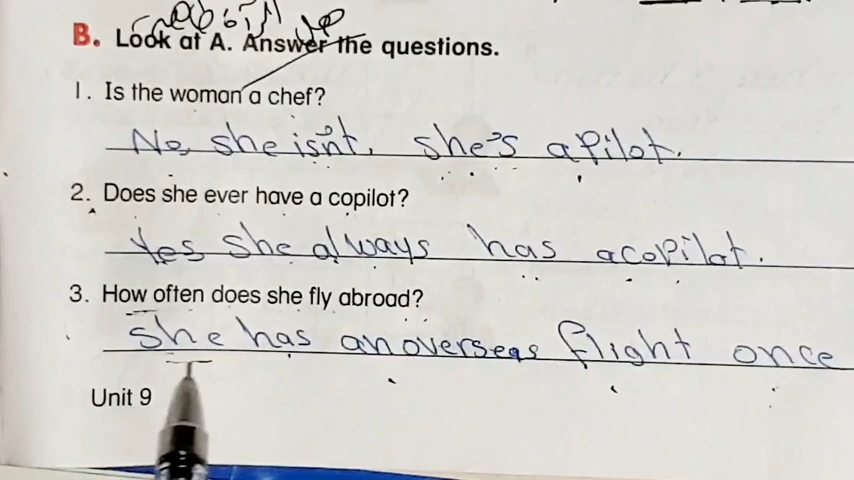 B. Look at A. Answer the questions.
1. Is the woman a chef?
No, she isn't. she's a Pilot.
2. Does she ever have a copilot?
Yes she always has a coPilot.
3. How often does she fly abroad?
She has an overseas flight once
Unit 9